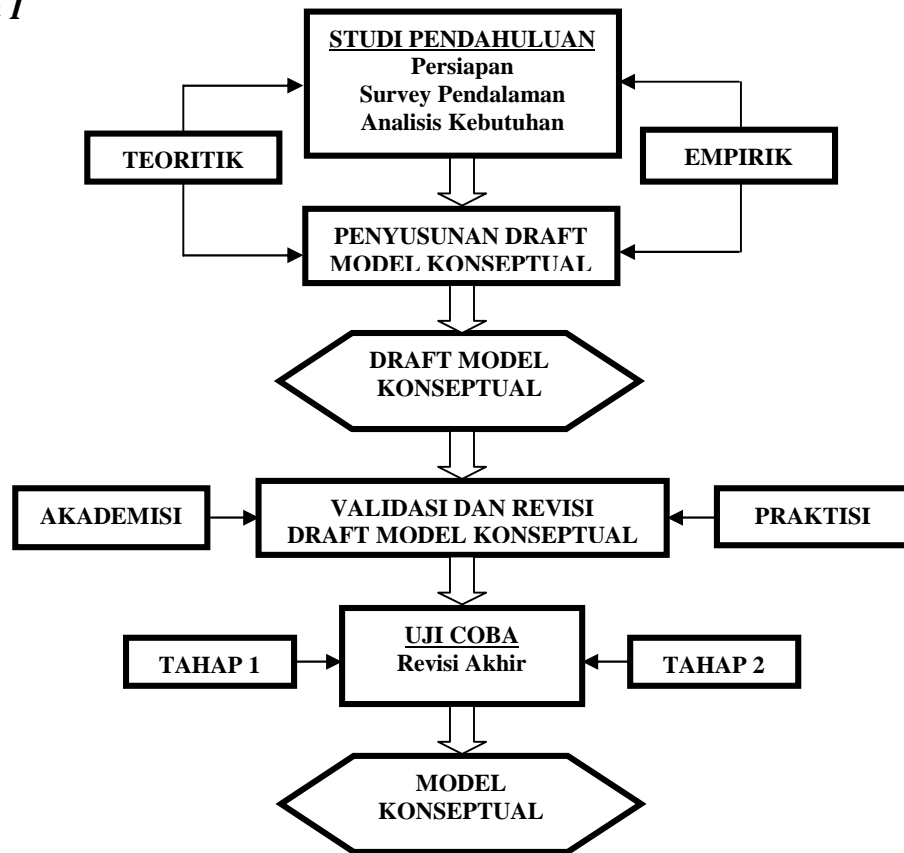 STUDI PENDAHULUAN
Persiapan
Survey Pendalaman
Analisis Kebutuhan
TEORITIK
EMPIRIK
PENYUSUNAN DRAFT
MODEL KONSEPTUAL
DRAFT MODEL
KONSEPTUAL
AKADEMISI
VALIDASI DAN REVISI
DRAFT MODEL KONSEPTUAL
PRAKTISI
UJI COBA
Revisi Akhir
TAHAP 1
TAHAP 2
MODEL
KONSEPTUAL